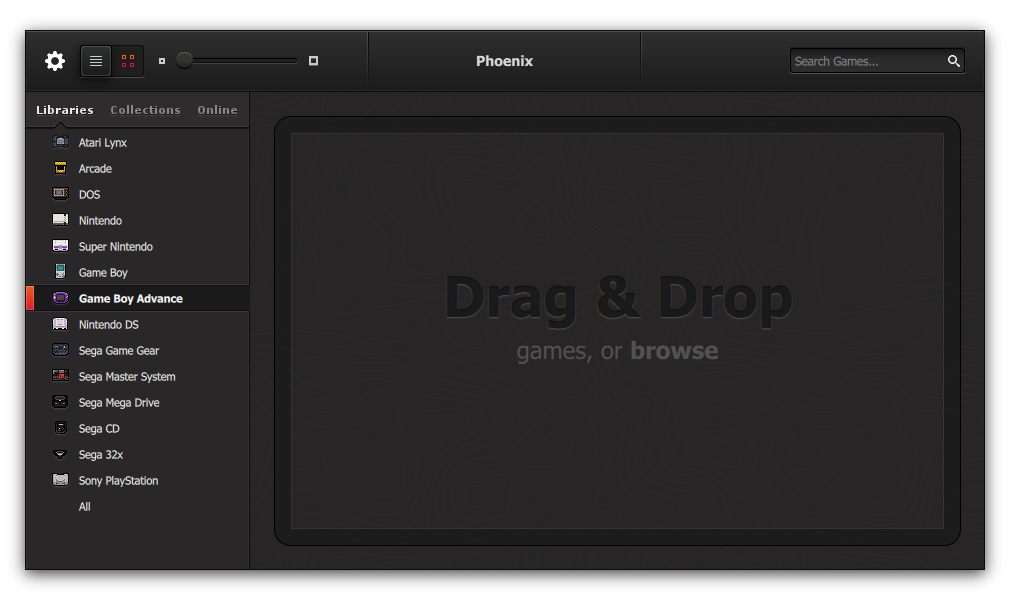 Phoenix
Search Games...
Libraries Collections Online
Atari Lynx
Arcade
DOS
Nintendo
Super Nintendo
Game Boy
Game Boy Advance
Nintendo DS
Sega Game Gear
Sega Master System
Sega Mega Drive
Sega CD
Sega 32x
Sony PlayStation
All
Drag & Drop
games, or browse